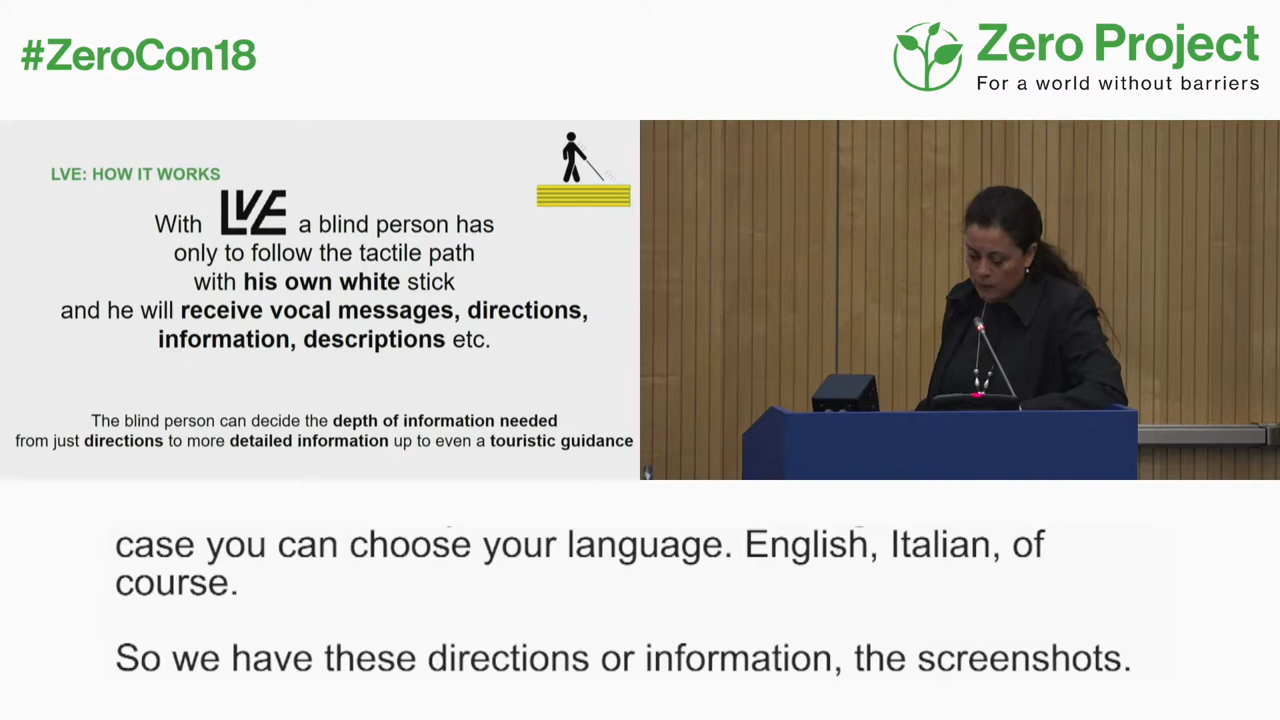 #ZeroCon18
Zero Project
For a world without barriers
LVE: HOW IT WORKS
With LVE a blind person has
only to follow the tactile path
with his own white stick
and he will receive vocal messages, directions,
information, descriptions etc.
The blind person can decide the depth of information needed
from just directions to more detailed information up to even a touristic guidance
case you can choose your language. English, Italian, of
course.
So we have these directions or information, the screenshots.